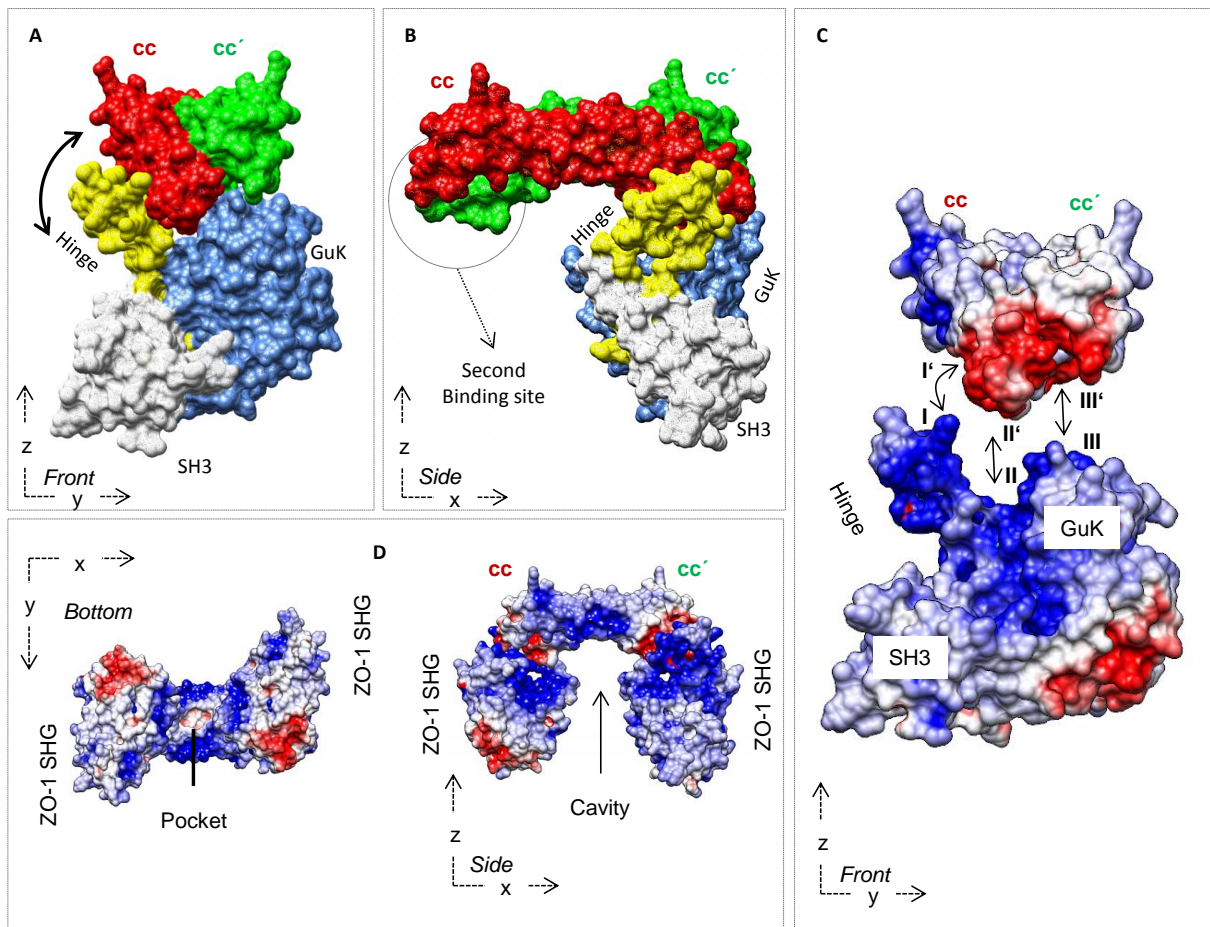 A
cc cc´
Hinge
GuK
SH3
z
Front
y
B
cc cc´
Hinge
GuK
Second
Binding site
SH3
z
Side
x
C
cc cc´
I‘
I
II‘
II
III‘
III
Hinge
GuK
SH3
z
Front
y
x
y
Bottom
ZO-1 SHG
ZO-1 SHG
Pocket
D
cc cc´
ZO-1 SHG
ZO-1 SHG
Cavity
z
Side
x